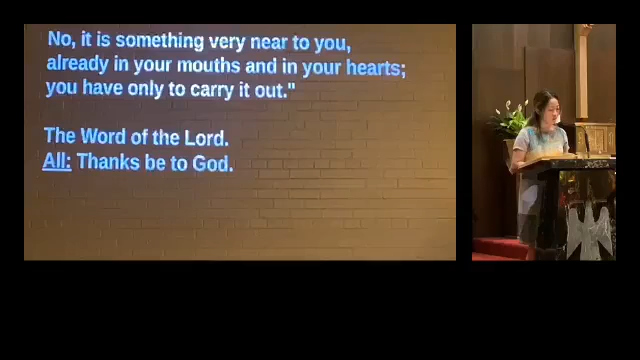 No, it is something very near to you,
already in your mouths and in your hearts;
you have only to carry it out."
The Word of the Lord.
All: Thanks be to God.